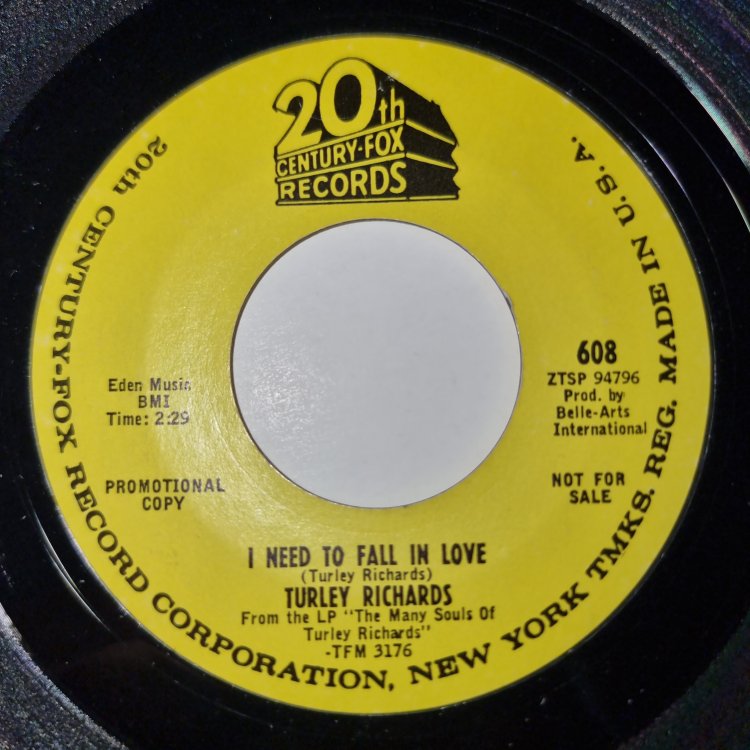 20th
CENTURY-FOX
RECORDS
608
ZTSP 94796
Prod. by
Belle-Arts
International
Eden Music
BMI
Time: 2:29
PROMOTIONAL
COPY
NOT FOR
SALE
I NEED TO FALL IN LOVE
(Turley Richards)
TURLEY RICHARDS
From the LP "The Many Souls Of
Turley Richards"
-TFM 3176
20th CENTURY-FOX RECORD CORPORATION, NEW YORK TMKS. REG. MADE IN U.S.A.